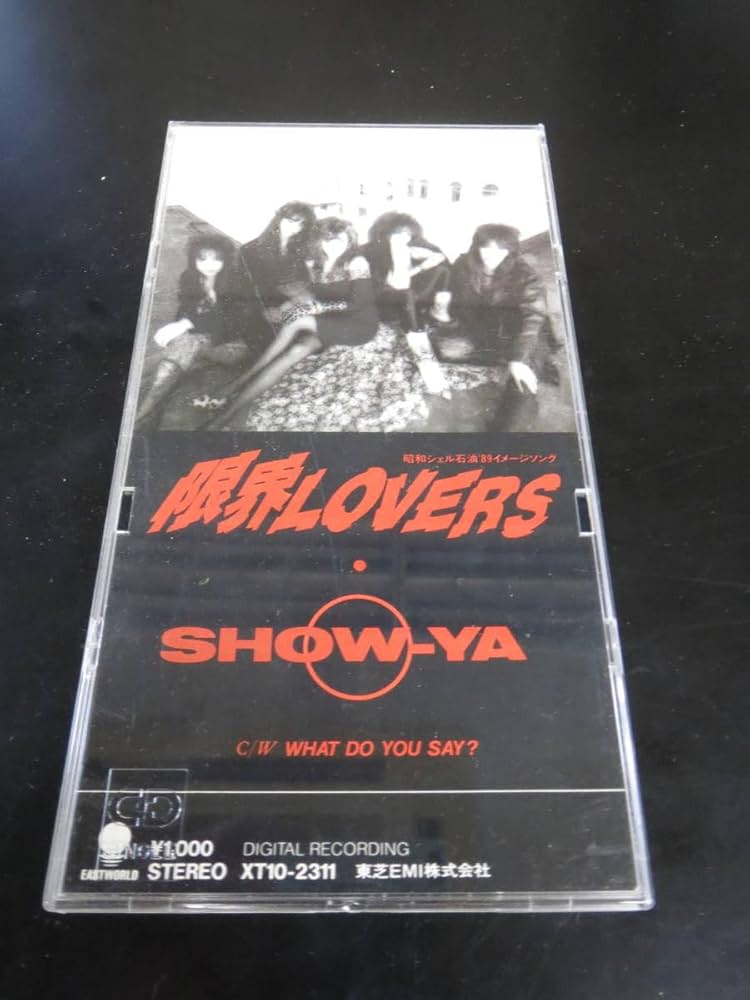 昭和シェル石油'89イメージソング
限界LOVERS
SHOW-YA
C/W WHAT DO YOU SAY?
¥1,000 DIGITAL RECORDING
EASTWORLD STEREO XT10-2311 東芝EMI株式会社